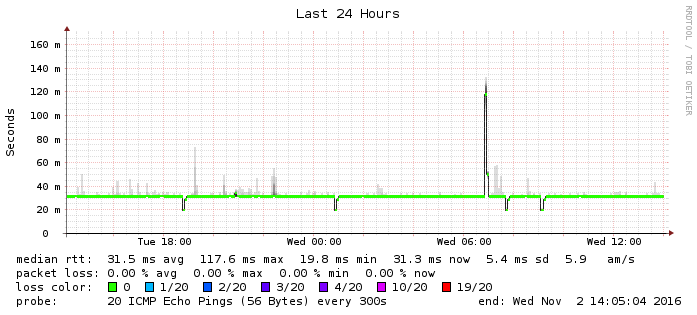 Last 24 Hours
RRDTOOL / TOBI OETIKER
Seconds
160 m
140 m
120 m
100 m
80 m
60 m
40 m
20 m
0
Tue 18:00 Wed 00:00 Wed 06:00 Wed 12:00
median rtt: 31.5 ms avg 117.6 ms max 19.8 ms min 31.3 ms now 5.4 ms sd 5.9 am/s
packet loss: 0.00 % avg 0.00 % max 0.00 % min 0.00 % now
loss color: 0 1/20 2/20 3/20 4/20 10/20 19/20
probe: 20 ICMP Echo Pings (56 Bytes) every 300s end: Wed Nov 2 14:05:04 2016